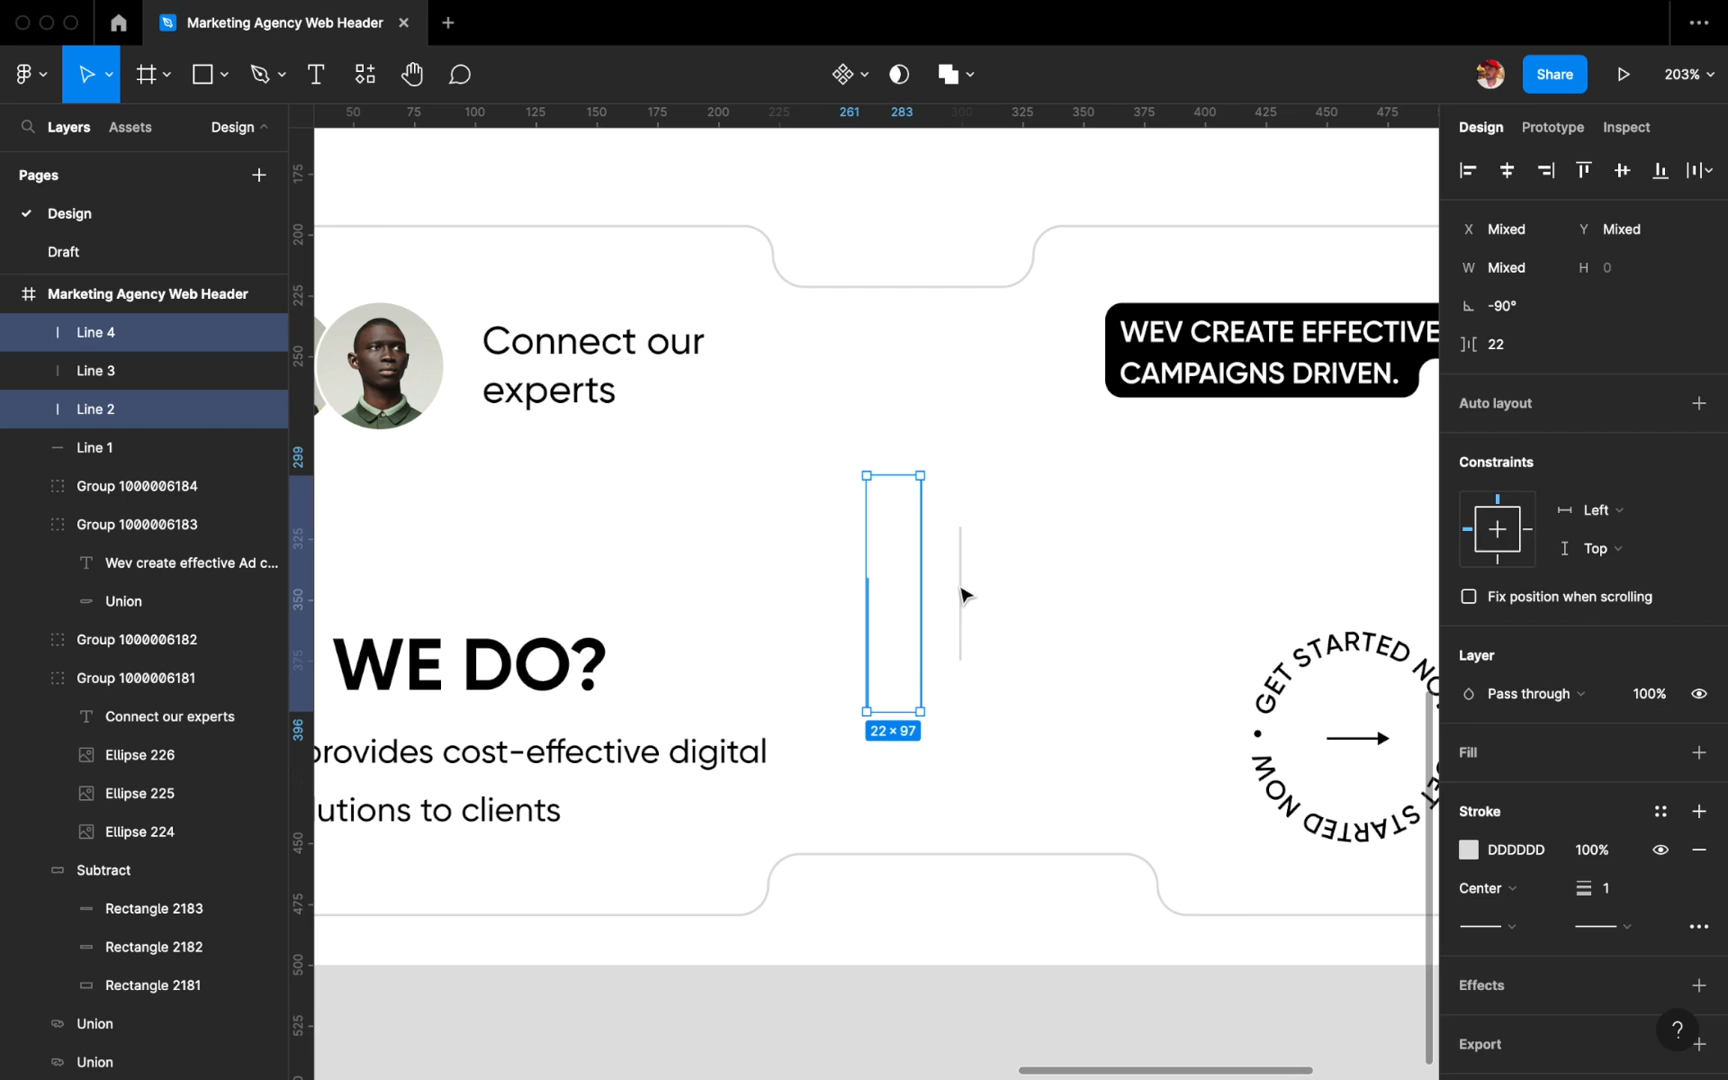 Marketing Agency Web Header
Share
203%
Layers
Assets
Design
Pages
Design
Draft
Marketing Agency Web Header
Line 4
Line 3
Line 2
Line 1
Group 1000006184
Group 1000006183
Wev create effective Ad c...
Union
Group 1000006182
Group 1000006181
Connect our experts
Ellipse 226
Ellipse 225
Ellipse 224
Subtract
Rectangle 2183
Rectangle 2182
Rectangle 2181
Union
Union
50 75 100 125 150 175 200 225 261 283 300 325 350 375 400 425 450 475
175
200
225
250
299
325
350
375
396
450
475
500
525
Connect our
experts
WEV CREATE EFFECTIVE
CAMPAIGNS DRIVEN.
22 × 97
WE DO?
provides cost-effective digital
utions to clients
GET STARTED NOW
• GET STARTED NOW
Design
Prototype
Inspect
X Mixed Y Mixed
W Mixed H 0
-90°
22
Auto layout
Constraints
Left
Top
Fix position when scrolling
Layer
Pass through 100%
Fill
Stroke
DDDDDD 100%
Center 1
Effects
Export
?